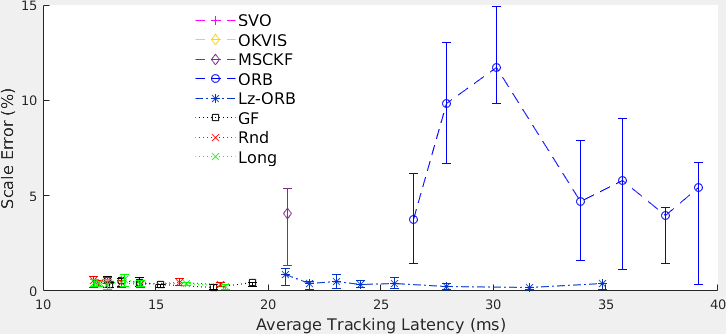 15
10
5
0
Scale Error (%)
SVO
OKVIS
MSCKF
ORB
Lz-ORB
GF
Rnd
Long
10 15 20 25 30 35 40
Average Tracking Latency (ms)